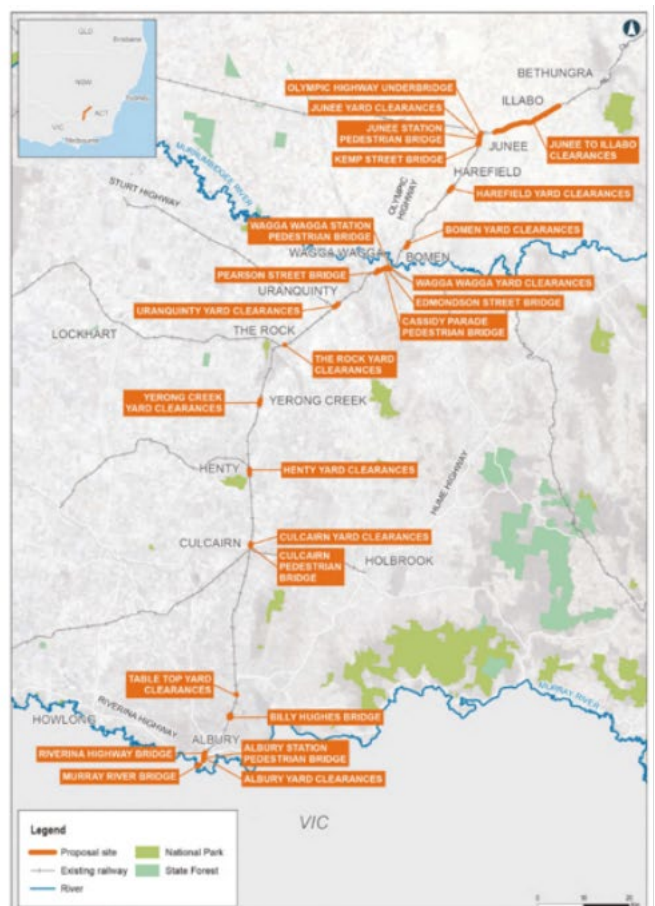 QLD
Brisbane
NSW
Sydney
ACT
VIC
Melbourne
BETHUNGRA
OLYMPIC HIGHWAY UNDERBRIDGE
ILLABO
JUNEE YARD CLEARANCES
JUNEE STATION
PEDESTRIAN BRIDGE
JUNEE
JUNEE TO ILLABO
CLEARANCES
KEMP STREET BRIDGE
MURRUMBIDGEE RIVER
HAREFIELD
STURT HIGHWAY
OLYMPIC
HIGHWAY
HAREFIELD YARD CLEARANCES
WAGGA WAGGA STATION
PEDESTRIAN BRIDGE
BOMEN YARD CLEARANCES
WAGGA WAGGA
BOMEN
PEARSON STREET BRIDGE
WAGGA WAGGA YARD CLEARANCES
URANQUINTY
EDMONDSON STREET BRIDGE
URANQUINTY YARD CLEARANCES
CASSIDY PARADE
PEDESTRIAN BRIDGE
LOCKHART
THE ROCK
THE ROCK YARD
CLEARANCES
YERONG CREEK
YARD CLEARANCES
YERONG CREEK
HENTY
HENTY YARD CLEARANCES
HUME HIGHWAY
CULCAIRN
CULCAIRN YARD CLEARANCES
CULCAIRN
PEDESTRIAN
BRIDGE
HOLBROOK
TABLE TOP YARD
CLEARANCES
MURRAY RIVER
HOWLONG
RIVERINA HIGHWAY
BILLY HUGHES BRIDGE
ALBURY
RIVERINA HIGHWAY BRIDGE
ALBURY STATION
PEDESTRIAN BRIDGE
MURRAY RIVER BRIDGE
ALBURY YARD CLEARANCES
VIC
Legend
Proposal site
National Park
Existing railway
State Forest
River
0 10 20